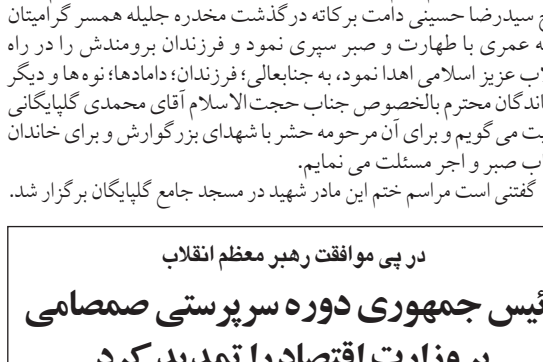 سیدرضا حسینی دامت برکاته درگذشت مخدره جلیله همسر گرامیتان
عمری با طهارت و صبر سپری نمود و فرزندان برومندش را در راه
عزیز اسلامی اهدا نمود، به جنابعالی؛ فرزندان؛ دامادها؛ نوه‌ها و دیگر
محترم بالخصوص جناب حجت‌الاسلام آقای محمدی گلپایگانی
می‌گویم و برای آن مرحومه حشر با شهدای بزرگوارش و برای خاندان
صبر و اجر مسئلت می نمایم.
گفتنی است مراسم ختم این مادر شهید در مسجد جامع گلپایگان برگزار شد.
در پی موافقت رهبر معظم انقلاب
جمهوری دوره سرپرستی صمصامی
بر وزارت اقتصاد را تمدید کرد